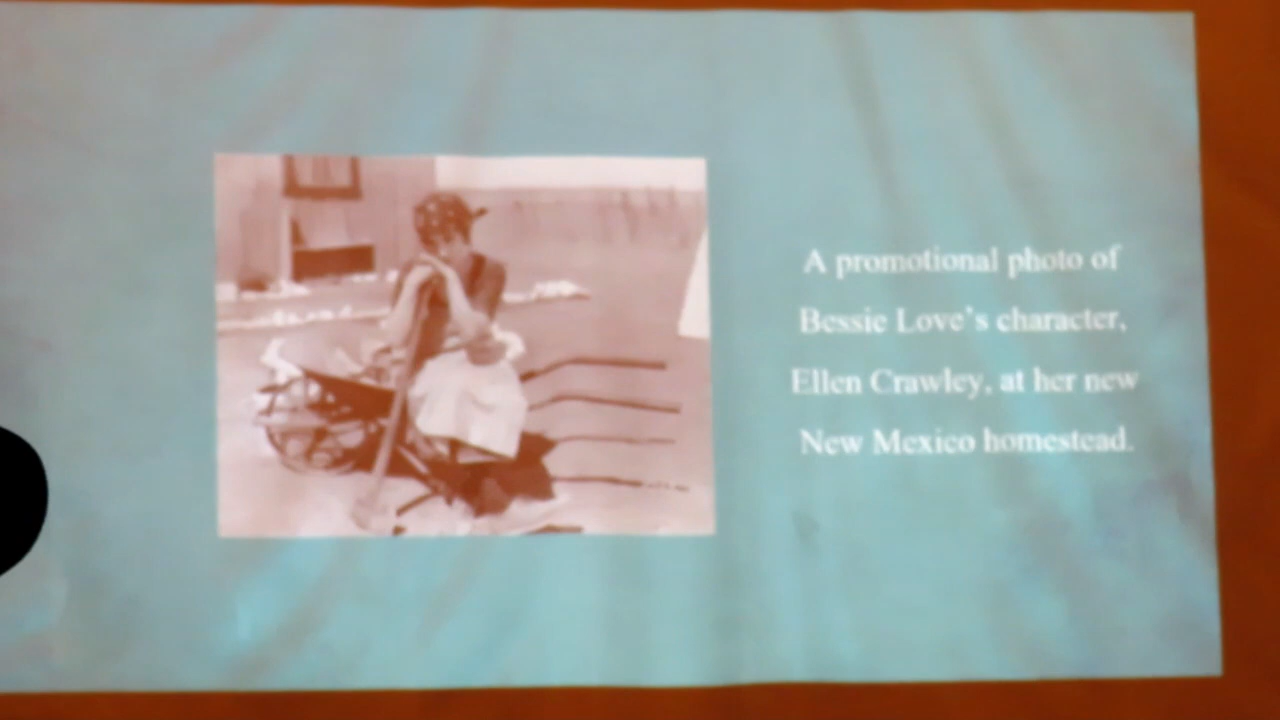 A promotional photo of
Bessie Love's character,
Ellen Crawley, at her new
New Mexico homestead.